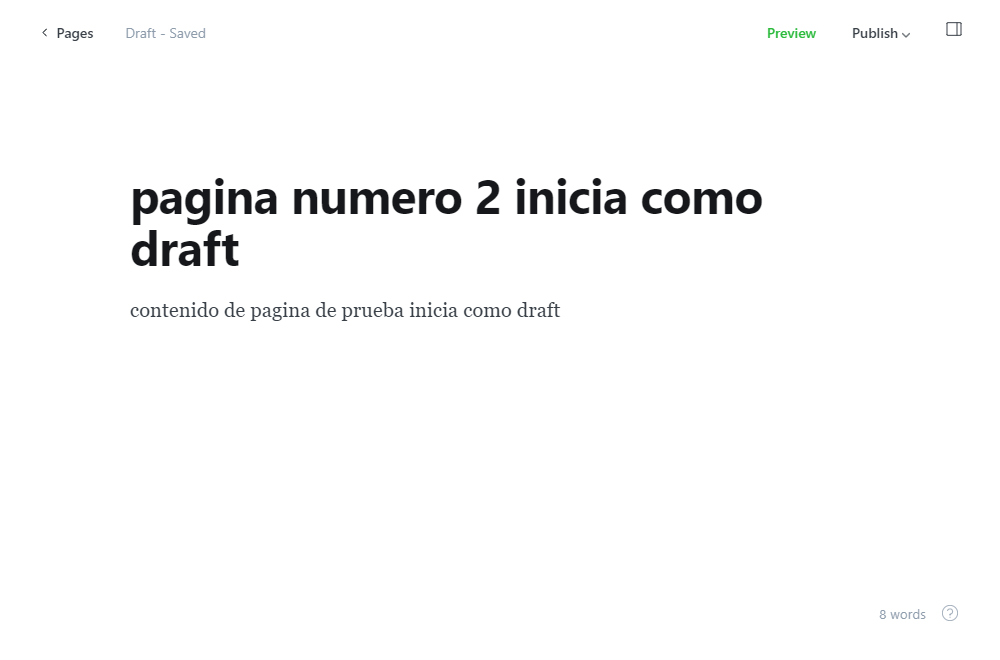 Pages
Draft - Saved
Preview
Publish
pagina numero 2 inicia como
draft
contenido de pagina de prueba inicia como draft
8 words
?